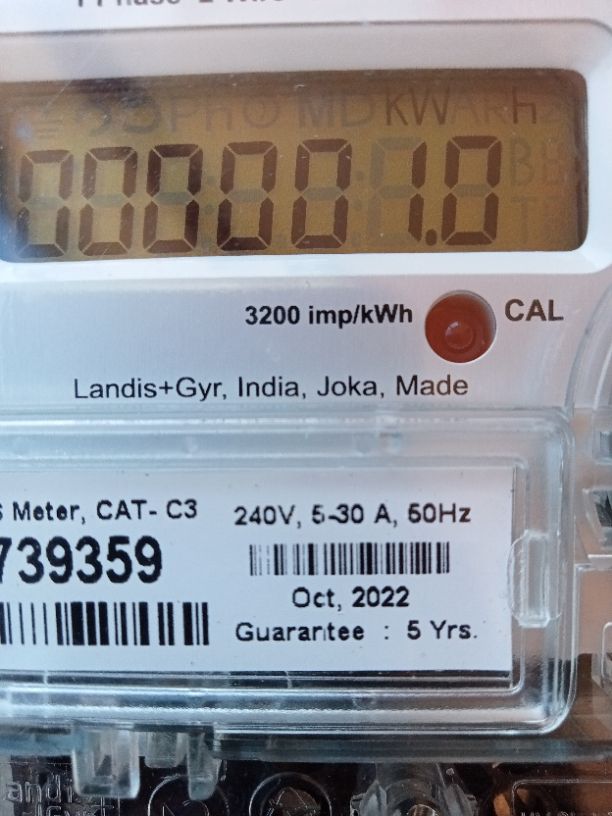 KWh
000001.0
3200 imp/kWh CAL
Landis+Gyr, India, Joka, Made
Meter, CAT- C3
739359
240V, 5-30 A, 50Hz
Oct, 2022
Guarantee : 5 Yrs.